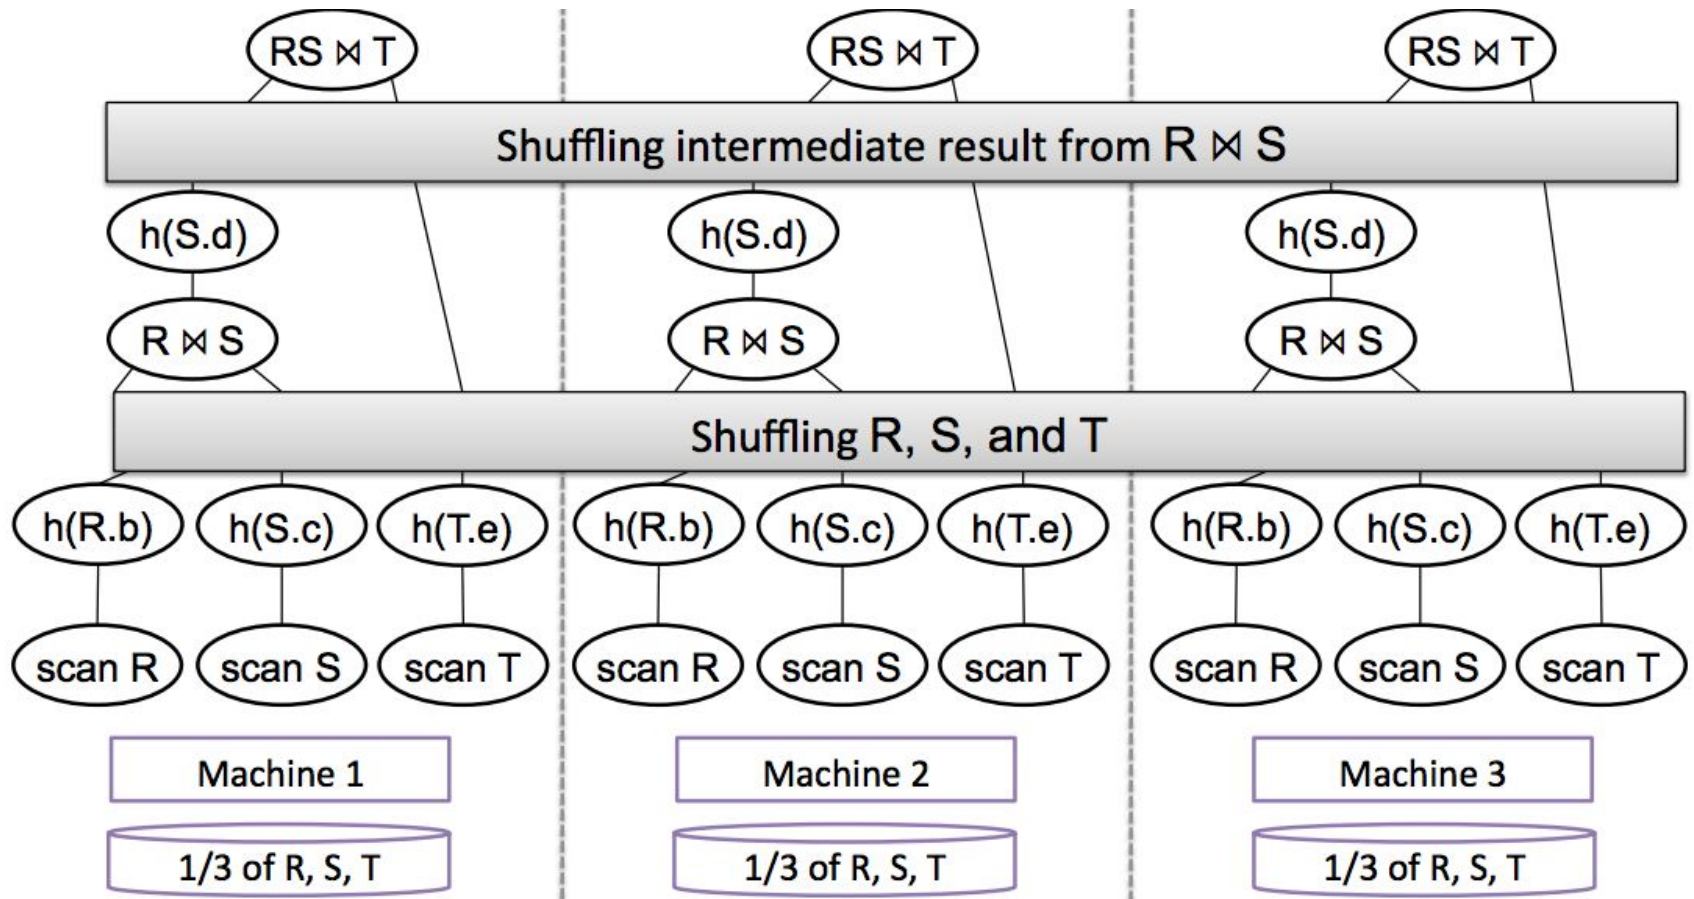 RS ⋈ T
RS ⋈ T
RS ⋈ T
Shuffling intermediate result from R ⋈ S
h(S.d)
h(S.d)
h(S.d)
R ⋈ S
R ⋈ S
R ⋈ S
Shuffling R, S, and T
h(R.b)
h(S.c)
h(T.e)
h(R.b)
h(S.c)
h(T.e)
h(R.b)
h(S.c)
h(T.e)
scan R
scan S
scan T
scan R
scan S
scan T
scan R
scan S
scan T
Machine 1
Machine 2
Machine 3
1/3 of R, S, T
1/3 of R, S, T
1/3 of R, S, T